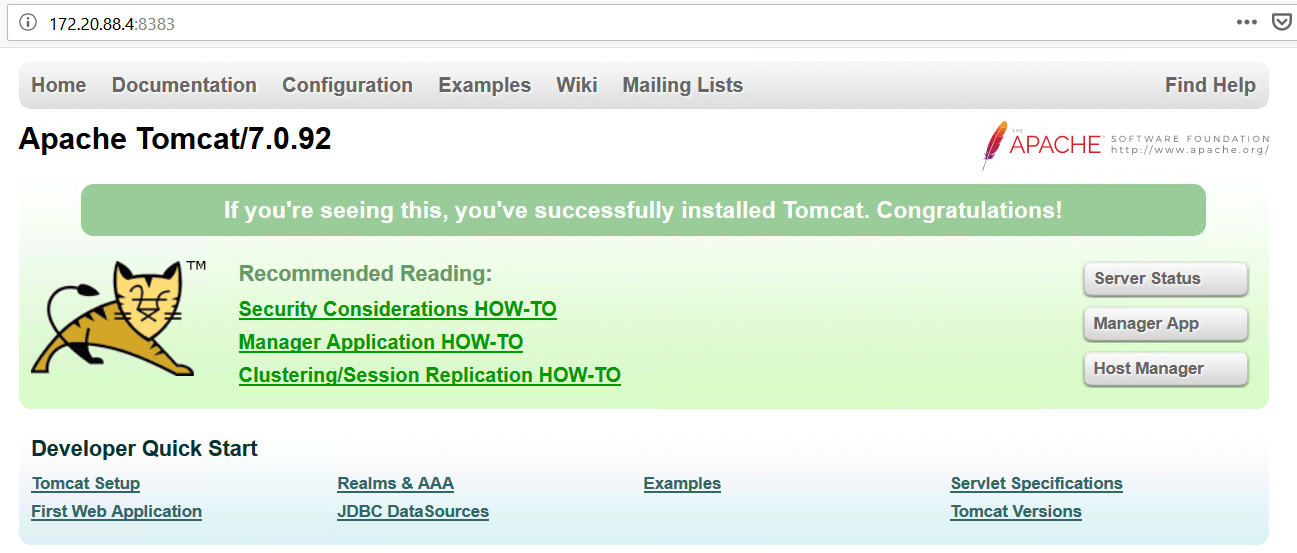 172.20.88.4:8383
Home Documentation Configuration Examples Wiki Mailing Lists Find Help
Apache Tomcat/7.0.92
THE
APACHE® SOFTWARE FOUNDATION
http://www.apache.org/
If you're seeing this, you've successfully installed Tomcat. Congratulations!
TM
Recommended Reading:
Security Considerations HOW-TO
Manager Application HOW-TO
Clustering/Session Replication HOW-TO
Server Status
Manager App
Host Manager
Developer Quick Start
Tomcat Setup Realms & AAA Examples Servlet Specifications
First Web Application JDBC DataSources Tomcat Versions